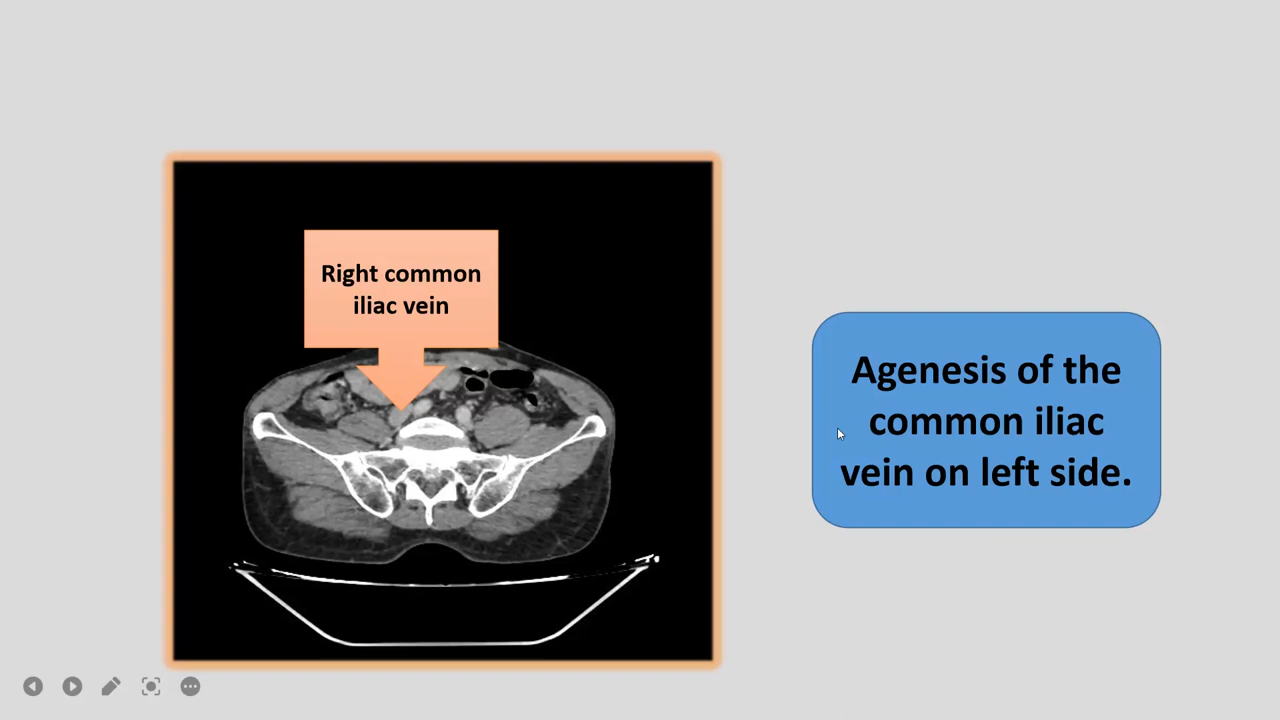 Right common
iliac vein
Agenesis of the
common iliac
vein on left side.